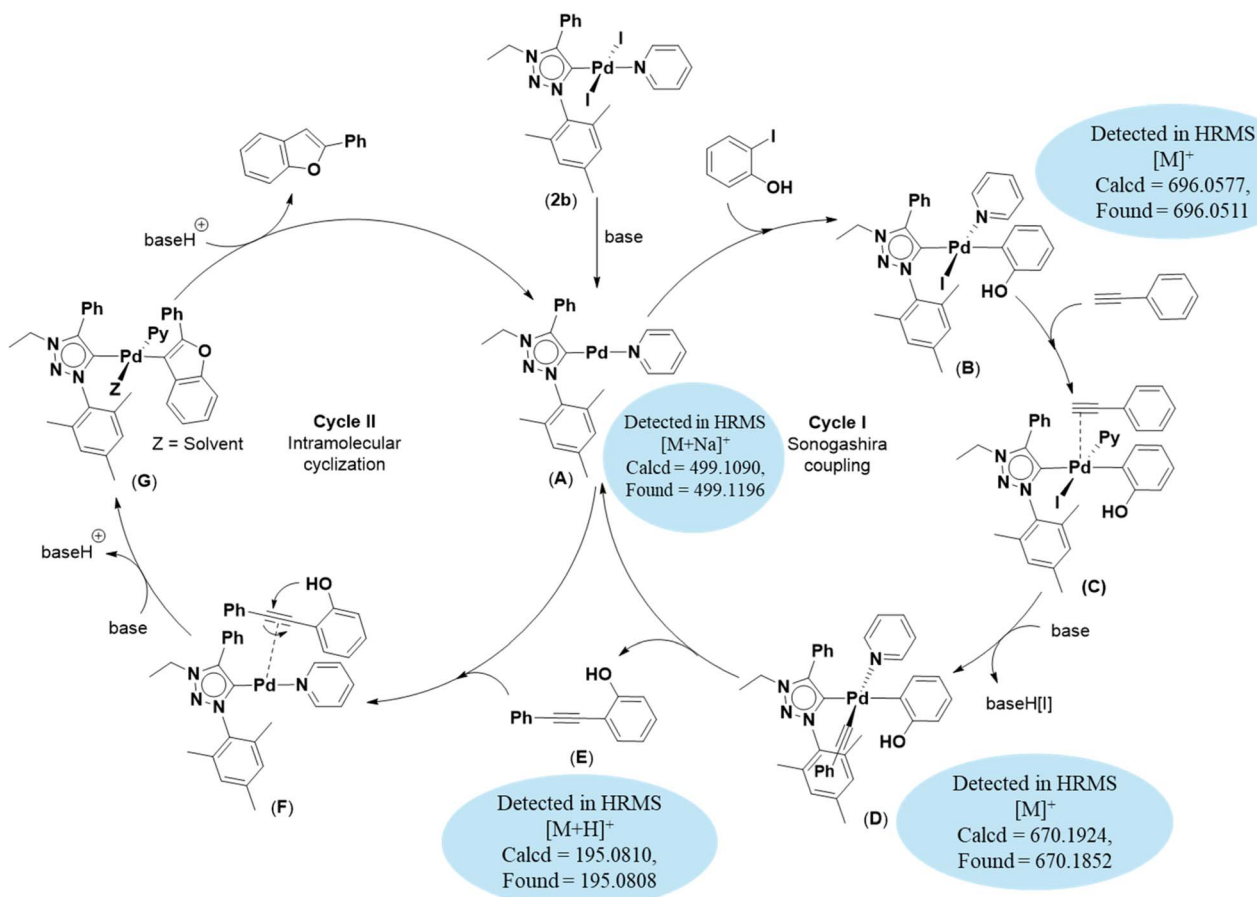 Ph
I
N
N
N
Pd
N
I
(2b)
base
Ph
O
baseH⊕
I
OH
Detected in HRMS
[M]+
Calcd = 696.0577,
Found = 696.0511
Ph
N
N
N
Pd
N
I
HO
(B)
Ph
N
N
N
Pd
Py
Ph
O
Z
Z = Solvent
(G)
Cycle II
Intramolecular
cyclization
Ph
N
N
N
Pd
N
(A)
Detected in HRMS
[M+Na]+
Calcd = 499.1090,
Found = 499.1196
Cycle I
Sonogashira
coupling
Ph
N
N
N
Pd
Py
I
HO
(C)
baseH⊕
base
HO
Ph
Ph
N
N
N
Pd
N
(F)
HO
Ph
(E)
Detected in HRMS
[M+H]+
Calcd = 195.0810,
Found = 195.0808
base
baseH[I]
Ph
N
N
N
Pd
N
HO
Ph
(D)
Detected in HRMS
[M]+
Calcd = 670.1924,
Found = 670.1852